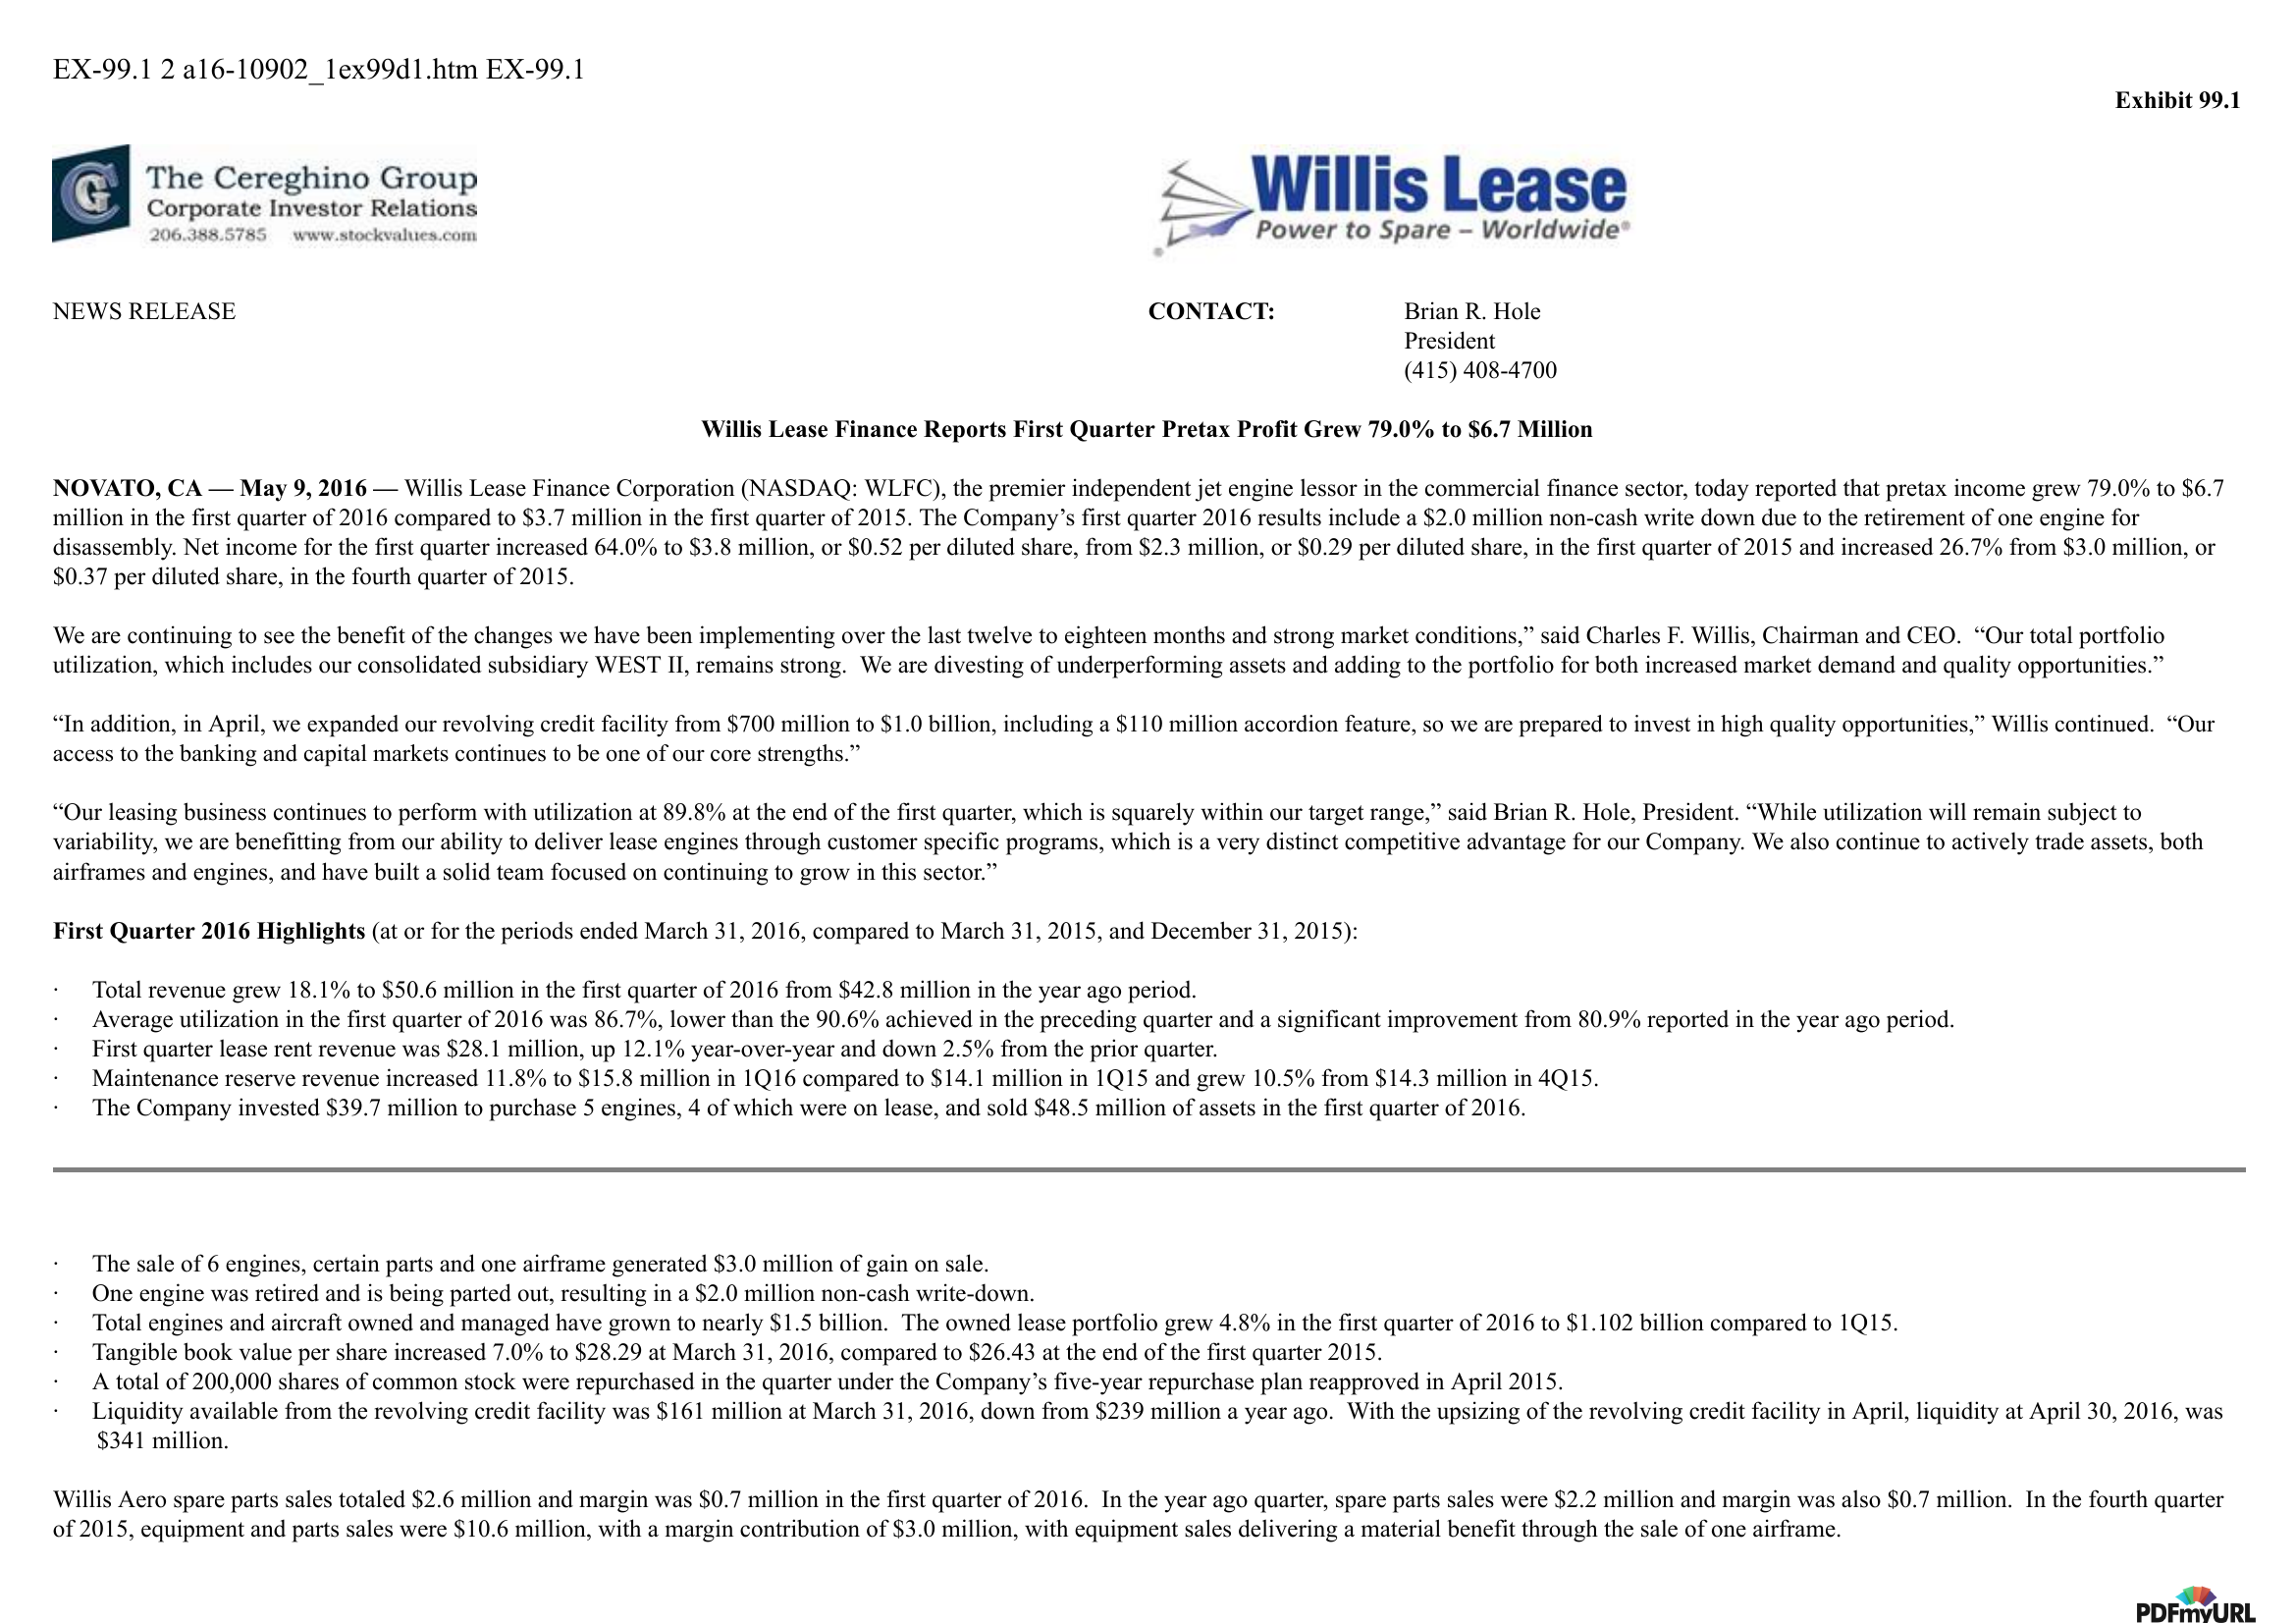 EX-99.1 2 a16-10902_1ex99d1.htm EX-99.1
Exhibit 99.1
The Cereghino Group
Corporate Investor Relations
206.388.5785 www.stockvalues.com
Willis Lease
Power to Spare – Worldwide®
®
NEWS RELEASE
CONTACT:
Brian R. Hole
President
(415) 408-4700
Willis Lease Finance Reports First Quarter Pretax Profit Grew 79.0% to $6.7 Million
NOVATO, CA — May 9, 2016 — Willis Lease Finance Corporation (NASDAQ: WLFC), the premier independent jet engine lessor in the commercial finance sector, today reported that pretax income grew 79.0% to $6.7
million in the first quarter of 2016 compared to $3.7 million in the first quarter of 2015. The Company’s first quarter 2016 results include a $2.0 million non-cash write down due to the retirement of one engine for
disassembly. Net income for the first quarter increased 64.0% to $3.8 million, or $0.52 per diluted share, from $2.3 million, or $0.29 per diluted share, in the first quarter of 2015 and increased 26.7% from $3.0 million, or
$0.37 per diluted share, in the fourth quarter of 2015.
We are continuing to see the benefit of the changes we have been implementing over the last twelve to eighteen months and strong market conditions,” said Charles F. Willis, Chairman and CEO. “Our total portfolio
utilization, which includes our consolidated subsidiary WEST II, remains strong. We are divesting of underperforming assets and adding to the portfolio for both increased market demand and quality opportunities.”
“In addition, in April, we expanded our revolving credit facility from $700 million to $1.0 billion, including a $110 million accordion feature, so we are prepared to invest in high quality opportunities,” Willis continued. “Our
access to the banking and capital markets continues to be one of our core strengths.”
“Our leasing business continues to perform with utilization at 89.8% at the end of the first quarter, which is squarely within our target range,” said Brian R. Hole, President. “While utilization will remain subject to
variability, we are benefitting from our ability to deliver lease engines through customer specific programs, which is a very distinct competitive advantage for our Company. We also continue to actively trade assets, both
airframes and engines, and have built a solid team focused on continuing to grow in this sector.”
First Quarter 2016 Highlights (at or for the periods ended March 31, 2016, compared to March 31, 2015, and December 31, 2015):
· Total revenue grew 18.1% to $50.6 million in the first quarter of 2016 from $42.8 million in the year ago period.
· Average utilization in the first quarter of 2016 was 86.7%, lower than the 90.6% achieved in the preceding quarter and a significant improvement from 80.9% reported in the year ago period.
· First quarter lease rent revenue was $28.1 million, up 12.1% year-over-year and down 2.5% from the prior quarter.
· Maintenance reserve revenue increased 11.8% to $15.8 million in 1Q16 compared to $14.1 million in 1Q15 and grew 10.5% from $14.3 million in 4Q15.
· The Company invested $39.7 million to purchase 5 engines, 4 of which were on lease, and sold $48.5 million of assets in the first quarter of 2016.
· The sale of 6 engines, certain parts and one airframe generated $3.0 million of gain on sale.
· One engine was retired and is being parted out, resulting in a $2.0 million non-cash write-down.
· Total engines and aircraft owned and managed have grown to nearly $1.5 billion. The owned lease portfolio grew 4.8% in the first quarter of 2016 to $1.102 billion compared to 1Q15.
· Tangible book value per share increased 7.0% to $28.29 at March 31, 2016, compared to $26.43 at the end of the first quarter 2015.
· A total of 200,000 shares of common stock were repurchased in the quarter under the Company’s five-year repurchase plan reapproved in April 2015.
· Liquidity available from the revolving credit facility was $161 million at March 31, 2016, down from $239 million a year ago. With the upsizing of the revolving credit facility in April, liquidity at April 30, 2016, was
$341 million.
Willis Aero spare parts sales totaled $2.6 million and margin was $0.7 million in the first quarter of 2016. In the year ago quarter, spare parts sales were $2.2 million and margin was also $0.7 million. In the fourth quarter
of 2015, equipment and parts sales were $10.6 million, with a margin contribution of $3.0 million, with equipment sales delivering a material benefit through the sale of one airframe.
PDFmyURL